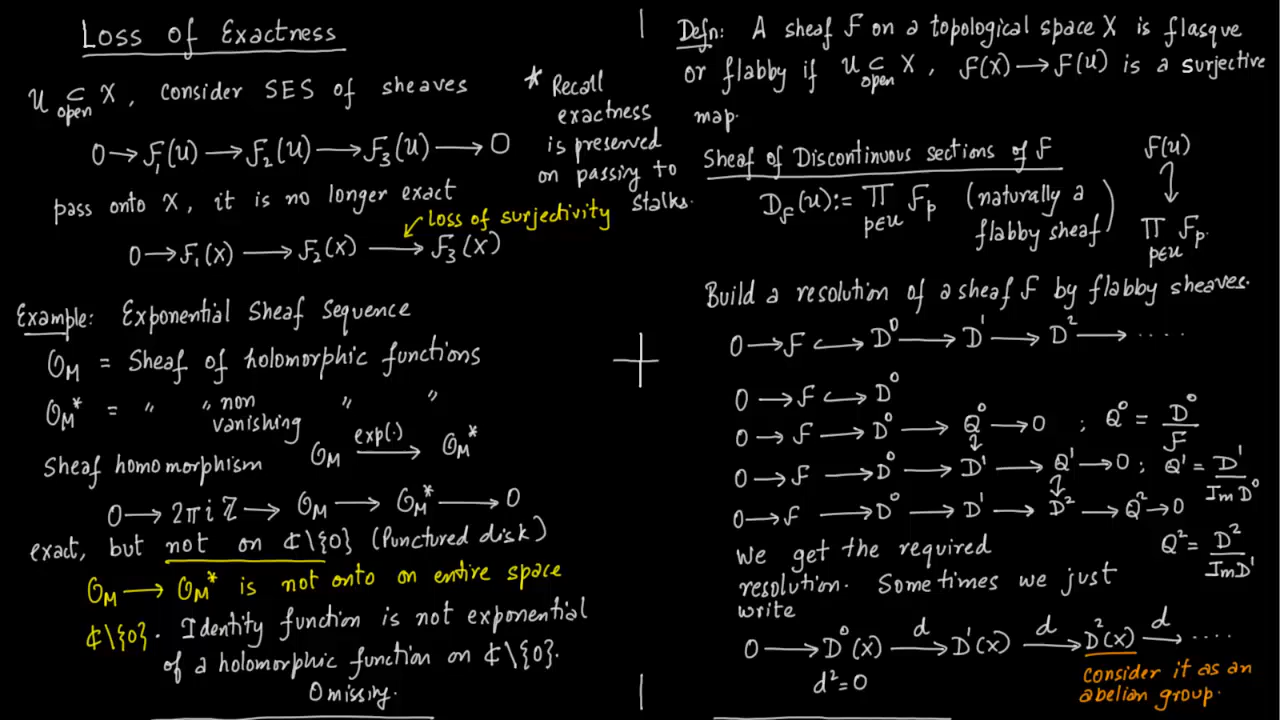 Loss of Exactness
U ⊂ X, consider SES of sheaves
open
0 → F₁(U) → F₂(U) → F₃(U) → 0
pass onto X, it is no longer exact
loss of surjectivity
0 → F₁(X) → F₂(X) → F₃(X)
* Recall
exactness
is preserved
on passing to
stalks.
Example: Exponential Sheaf Sequence
𝒪_M = Sheaf of holomorphic functions
𝒪_M* = " " non vanishing " "
Sheaf homomorphism 𝒪_M exp(.) → 𝒪_M*
0 → 2πiℤ → 𝒪_M → 𝒪_M* → 0
exact, but not on ℂ\{0} (Punctured disk)
𝒪_M → 𝒪_M* is not onto on entire space
ℂ\{0}. Identity function is not exponential
of a holomorphic function on ℂ\{0}.
0 missing.
Defn: A sheaf F on a topological space X is flasque
or flabby if U ⊂ X, F(X) → F(U) is a surjective
open
map.
Sheaf of Discontinuous sections of F
D_F(U) := ∏ F_p (naturally a
p∈U flabby sheaf)
F(U)
↪
∏ F_p.
p∈U
Build a resolution of a sheaf F by flabby sheaves.
0 → F ↪ D⁰ → D¹ → D² → ....
0 → F ↪ D⁰
0 → F → D⁰ → Q⁰ → 0 ; Q⁰ = D⁰/F
0 → F → D⁰ → D¹ → Q¹ → 0 ; Q¹ = D¹/Im D⁰
0 → F → D⁰ → D¹ → D² → Q² → 0
Q² = D²/Im D¹
We get the required
resolution. Sometimes we just
write
0 → D⁰(X) d→ D¹(X) d→ D²(X) d→ ....
d² = 0
consider it as an
abelian group.